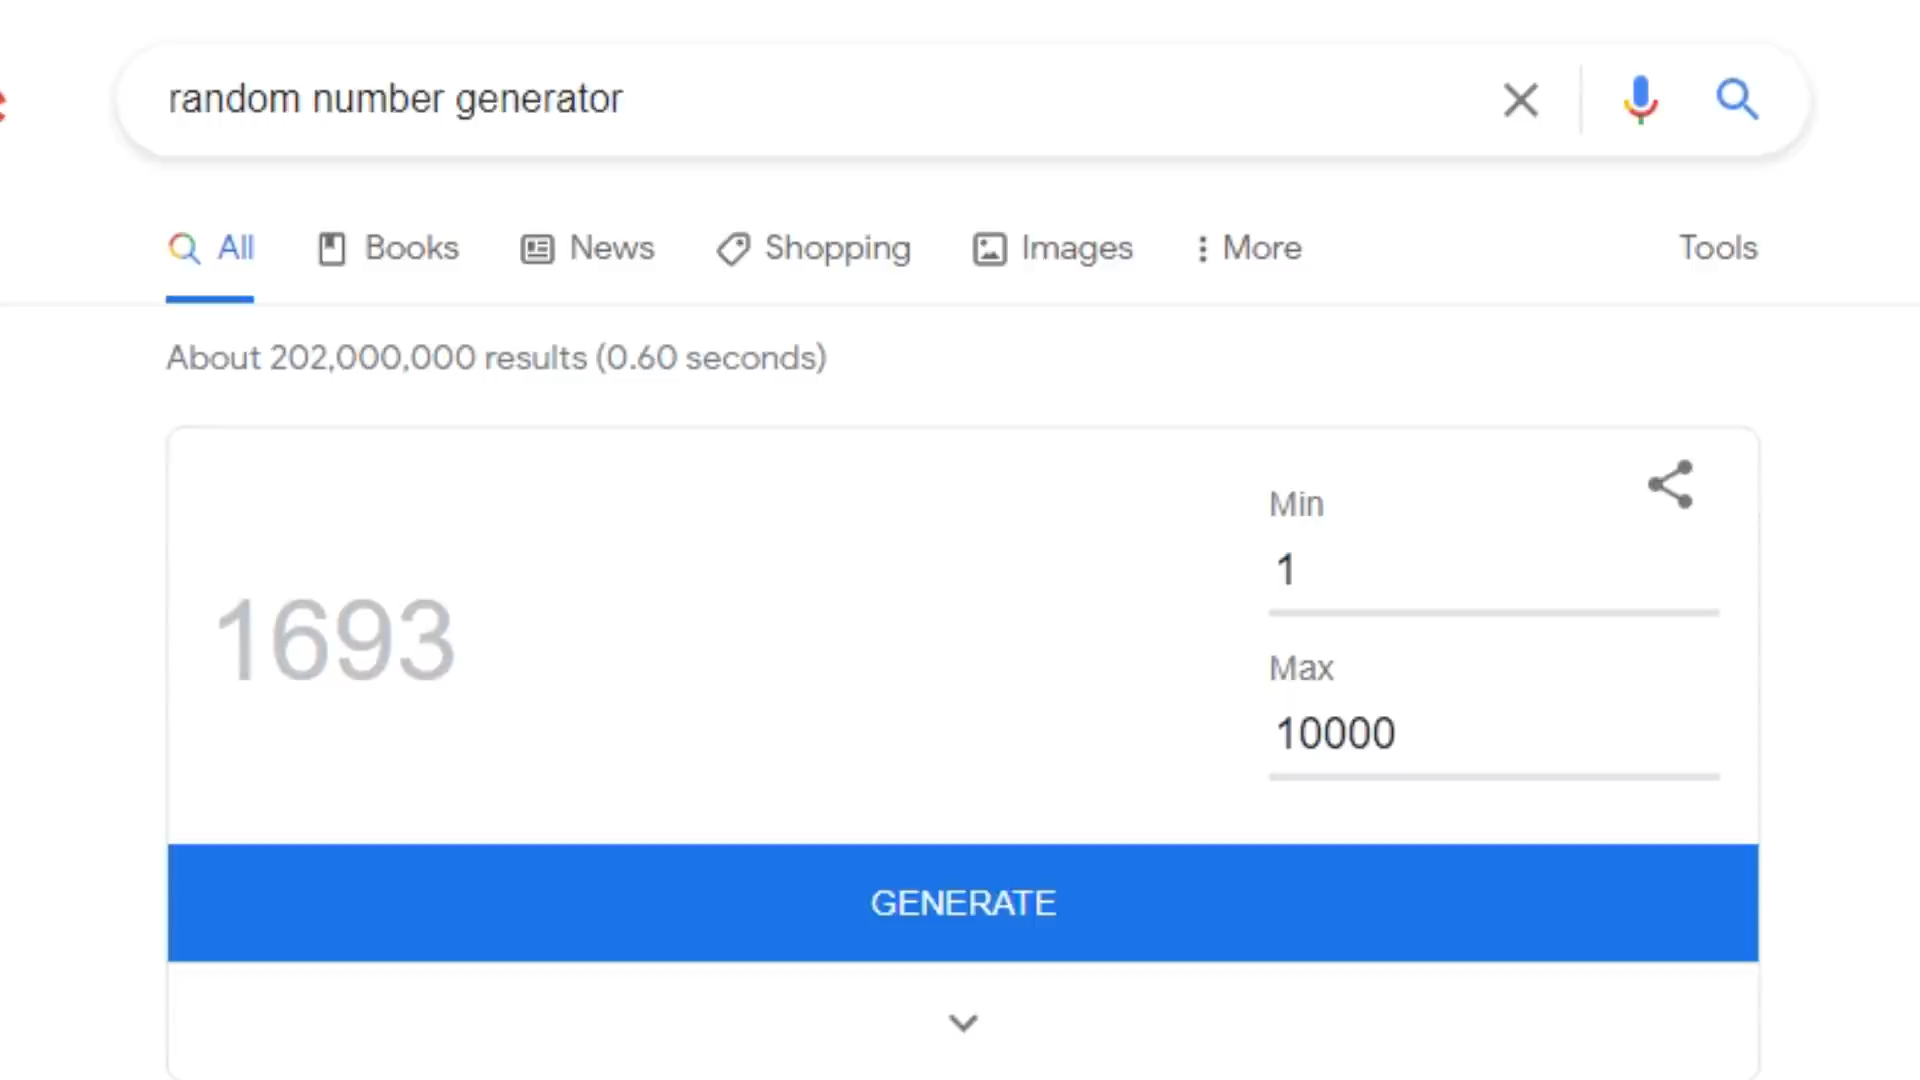 random number generator
All Books News Shopping Images More Tools
About 202,000,000 results (0.60 seconds)
Min
1
1693
Max
10000
GENERATE